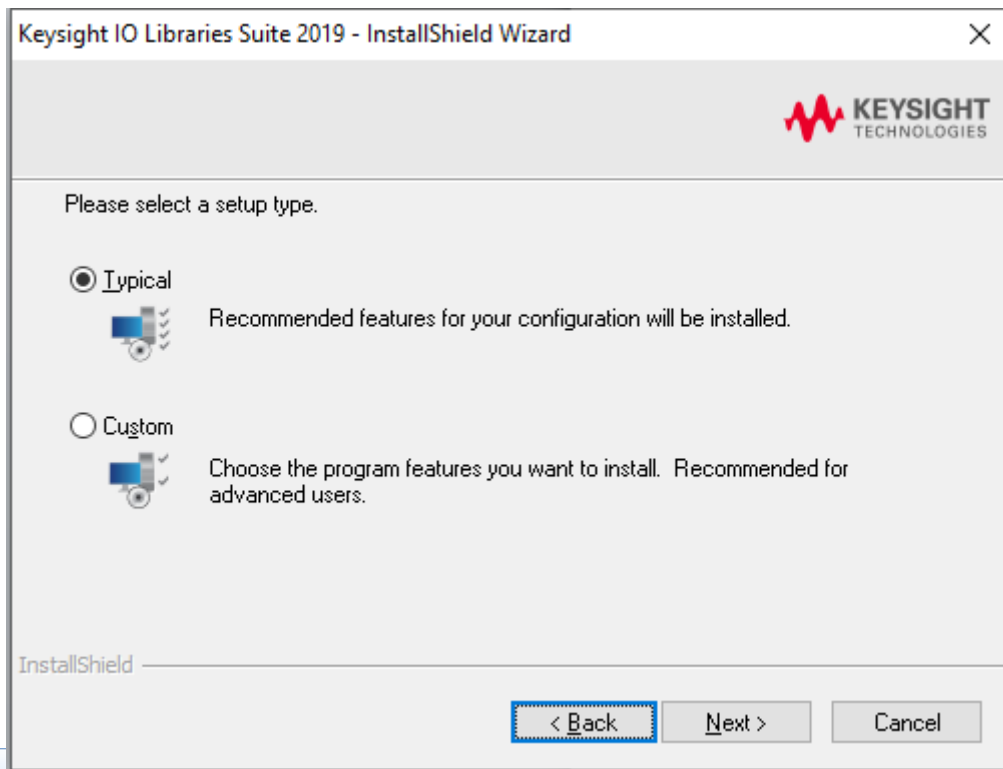 Keysight IO Libraries Suite 2019 - InstallShield Wizard
KEYSIGHT
TECHNOLOGIES
Please select a setup type.
Typical
Recommended features for your configuration will be installed.
Custom
Choose the program features you want to install.  Recommended for
advanced users.
InstallShield
< Back
Next >
Cancel